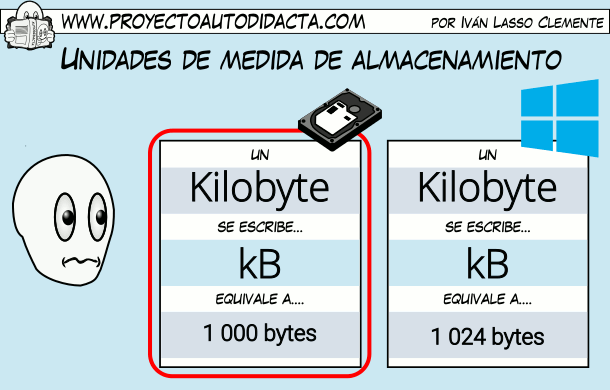 www.proyectoautodidacta.com
por Iván Lasso Clemente
Unidades de medida de almacenamiento
un
Kilobyte
se escribe...
kB
equivale a....
1 000 bytes
un
Kilobyte
se escribe...
kB
equivale a....
1 024 bytes